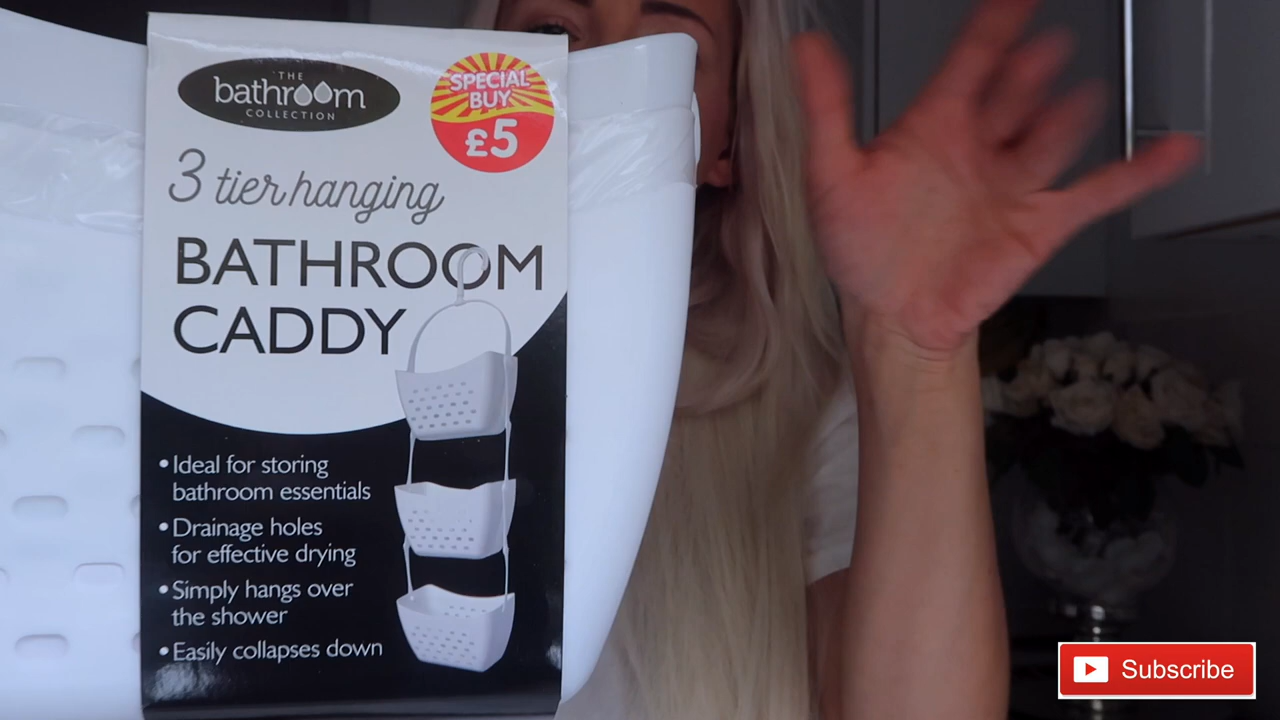 THE
bathroom
COLLECTION
SPECIAL
BUY
£5
3 tier hanging
BATHROOM
CADDY
• Ideal for storing
bathroom essentials
• Drainage holes
for effective drying
• Simply hangs over
the shower
• Easily collapses down
Subscribe